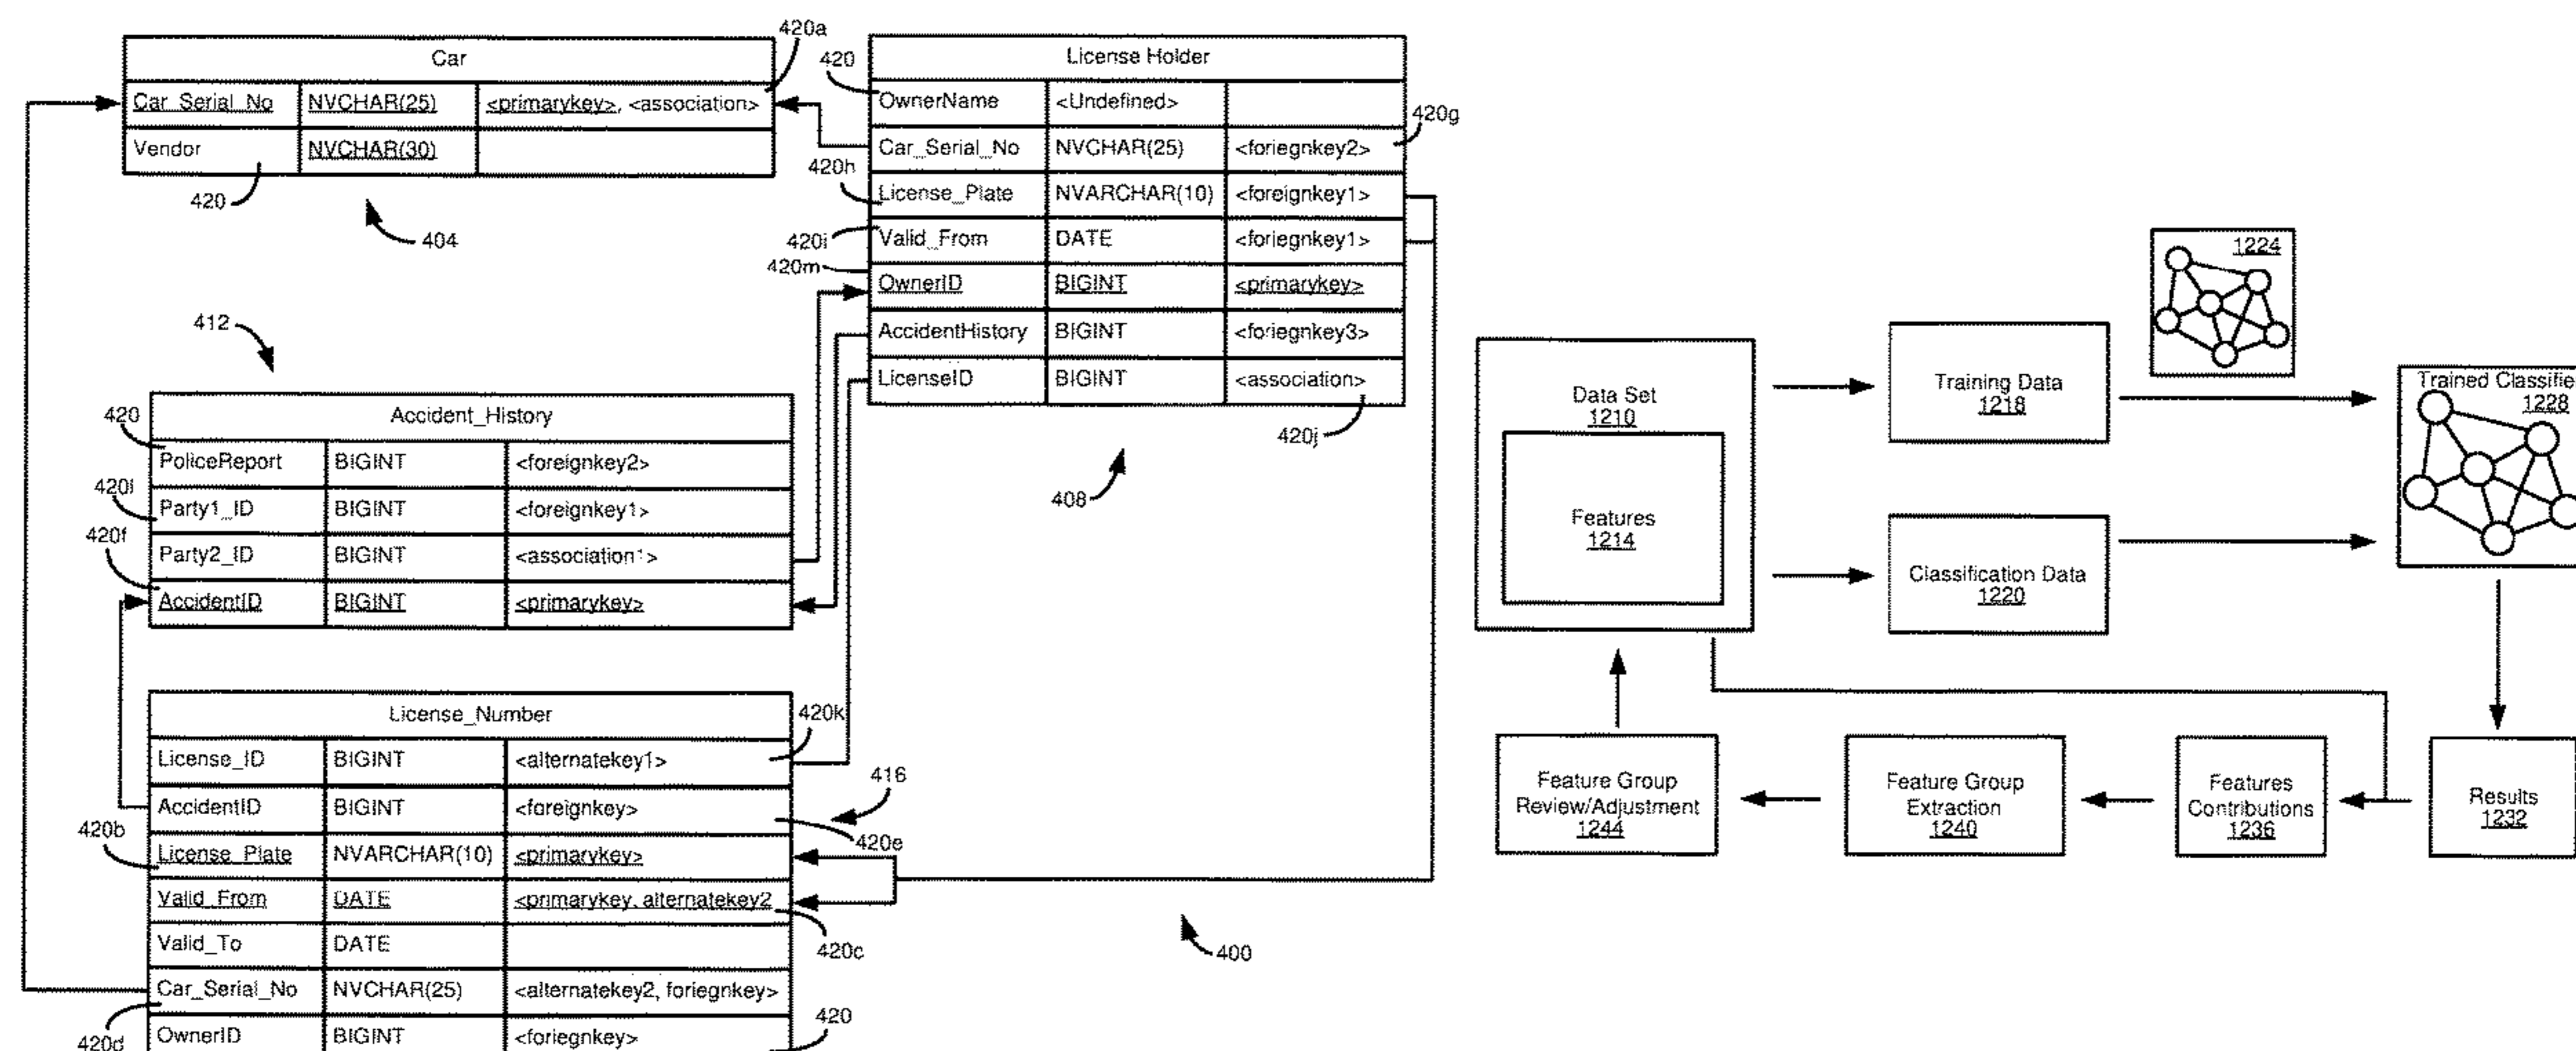 420a
Car
Car_Serial_No NVCHAR(25) <primarykey>, <association>
Vendor NVCHAR(30)
420
404
420
License Holder
OwnerName <Undefined>
Car_Serial_No NVCHAR(25) <foriegnkey2>
420g
420h
License_Plate NVARCHAR(10) <foreignkey1>
420i
Valid_From DATE <foriegnkey1>
420m
OwnerID BIGINT <primarykey>
AccidentHistory BIGINT <foriegnkey3>
LicenseID BIGINT <association>
420j
408
412
Accident_History
420
PoliceReport BIGINT <foreignkey2>
420l
Party1_ID BIGINT <foreignkey1>
420f
Party2_ID BIGINT <association1>
AccidentID BIGINT <primarykey>
License_Number
420k
License_ID BIGINT <alternatekey1>
416
AccidentID BIGINT <foreignkey>
420b
420e
License_Plate NVARCHAR(10) <primarykey>
Valid_From DATE <primarykey, alternatekey2
420c
Valid_To DATE
Car_Serial_No NVCHAR(25) <alternatekey2, foriegnkey>
420d
OwnerID BIGINT <foriegnkey>
420
400
Data Set
1210
Features
1214
Training Data
1218
Classification Data
1220
1224
Trained Classifie
1228
Results
1232
Features
Contributions
1236
Feature Group
Extraction
1240
Feature Group
Review/Adjustment
1244